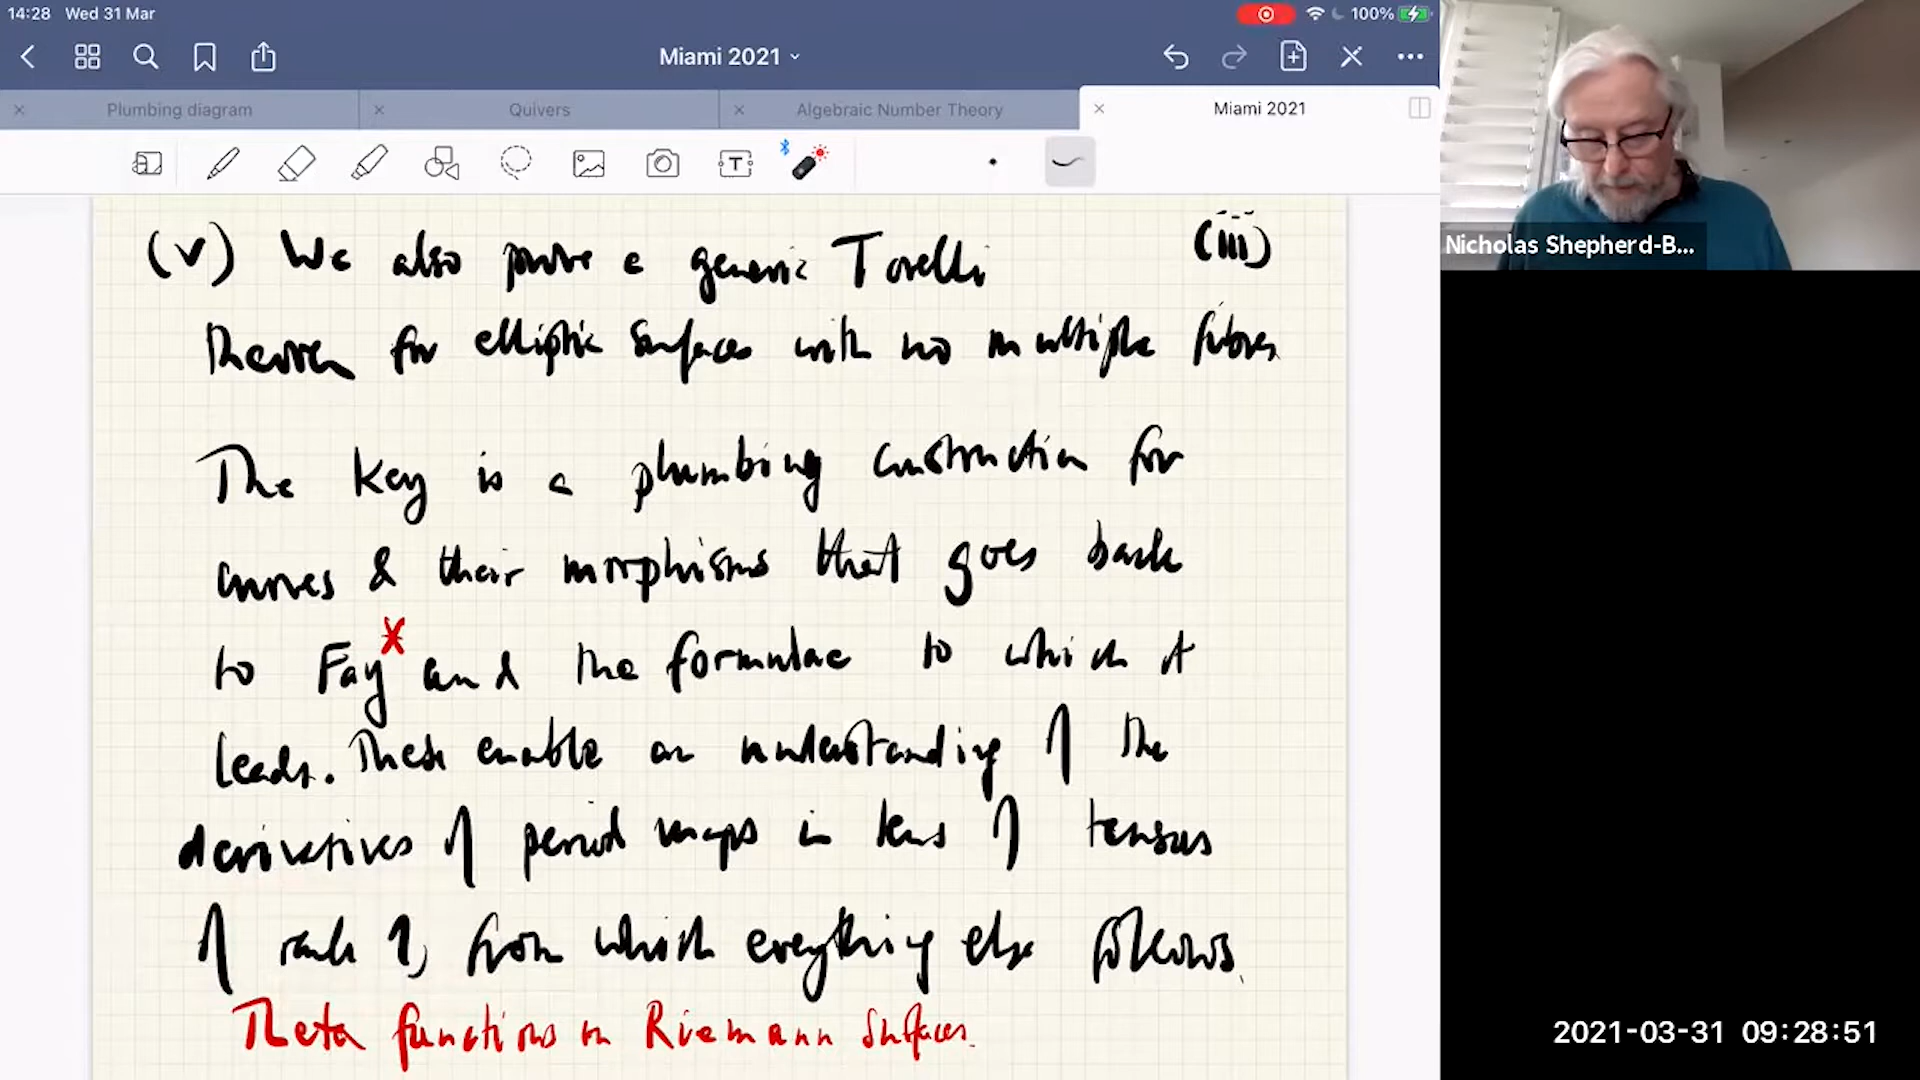 14:28 Wed 31 Mar
100%
Miami 2021
Plumbing diagram
Quivers
Algebraic Number Theory
Miami 2021
T
(iii)
(v) We also prove a generic Torelli
theorem for elliptic surfaces with no multiple fibres
The key is a plumbing construction for
curves & their morphisms that goes back
to Fay* and the formulae to which it
leads. These enable an understanding of the
derivatives of period maps in terms of tensors
of rank 1, from which everything else follows.
Theta functions on Riemann Surfaces.
Nicholas Shepherd-B...
2021-03-31 09:28:51